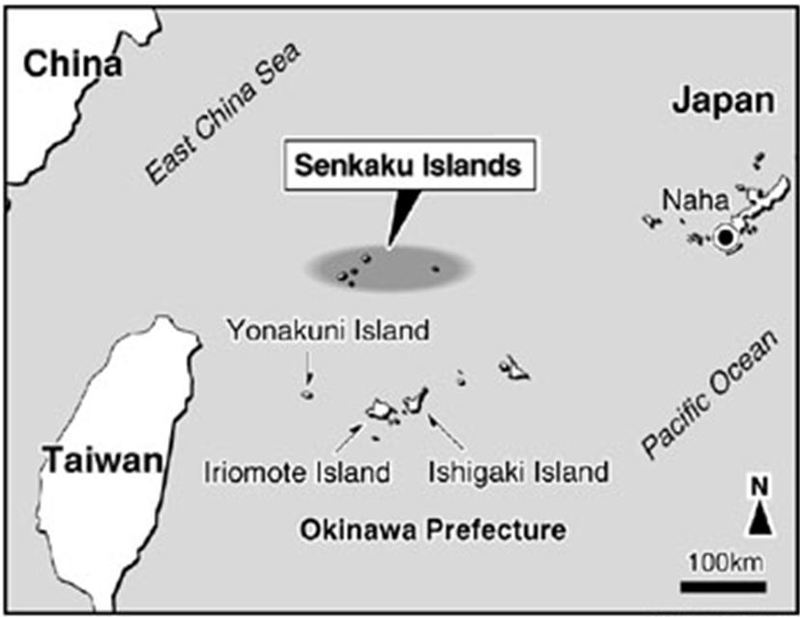 China
East China Sea
Japan
Senkaku Islands
Naha
Yonakuni Island
Pacific Ocean
Taiwan
Iriomote Island
Ishigaki Island
Okinawa Prefecture
N
100km